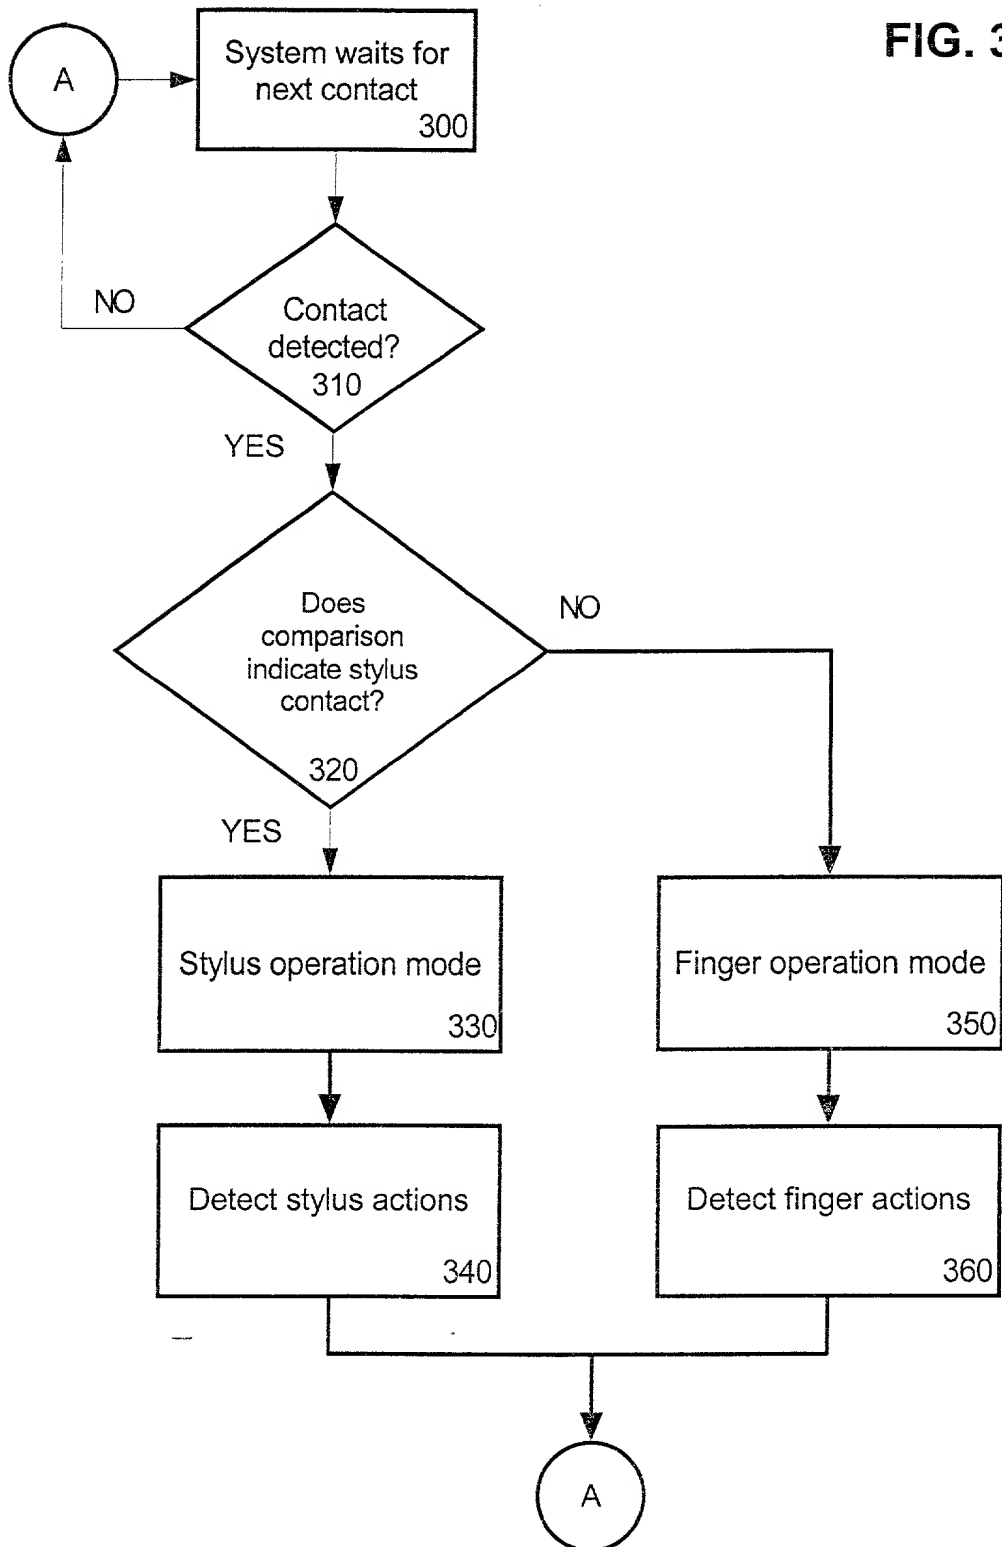 FIG. 3
A
System waits for
next contact
300
NO
Contact
detected?
310
YES
Does
comparison
indicate stylus
contact?
320
NO
YES
Stylus operation mode
330
Finger operation mode
350
Detect stylus actions
340
Detect finger actions
360
A